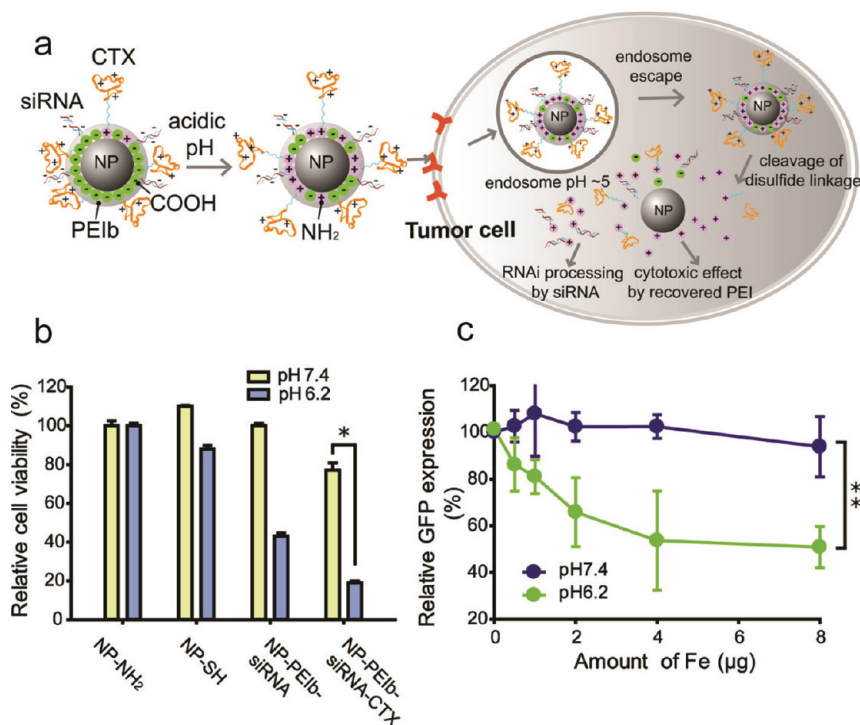 a
CTX
siRNA
acidic
pH
NP
NP
COOH
PEIb
NH₂
Tumor cell
NP
endosome pH ~5
endosome
escape
NP
cleavage of
disulfide linkage
NP
RNAi processing
by siRNA
cytotoxic effect
by recovered PEI
b
Relative cell viability (%)
120
100
80
60
40
20
0
pH 7.4
pH 6.2
*
NP-NH₂
NP-SH
NP-PEIb-
siRNA
NP-PEIb-
siRNA-CTX
c
Relative GFP expression
(%)
120
100
80
60
40
20
pH7.4
pH6.2
**
0
2
4
6
8
Amount of Fe (µg)